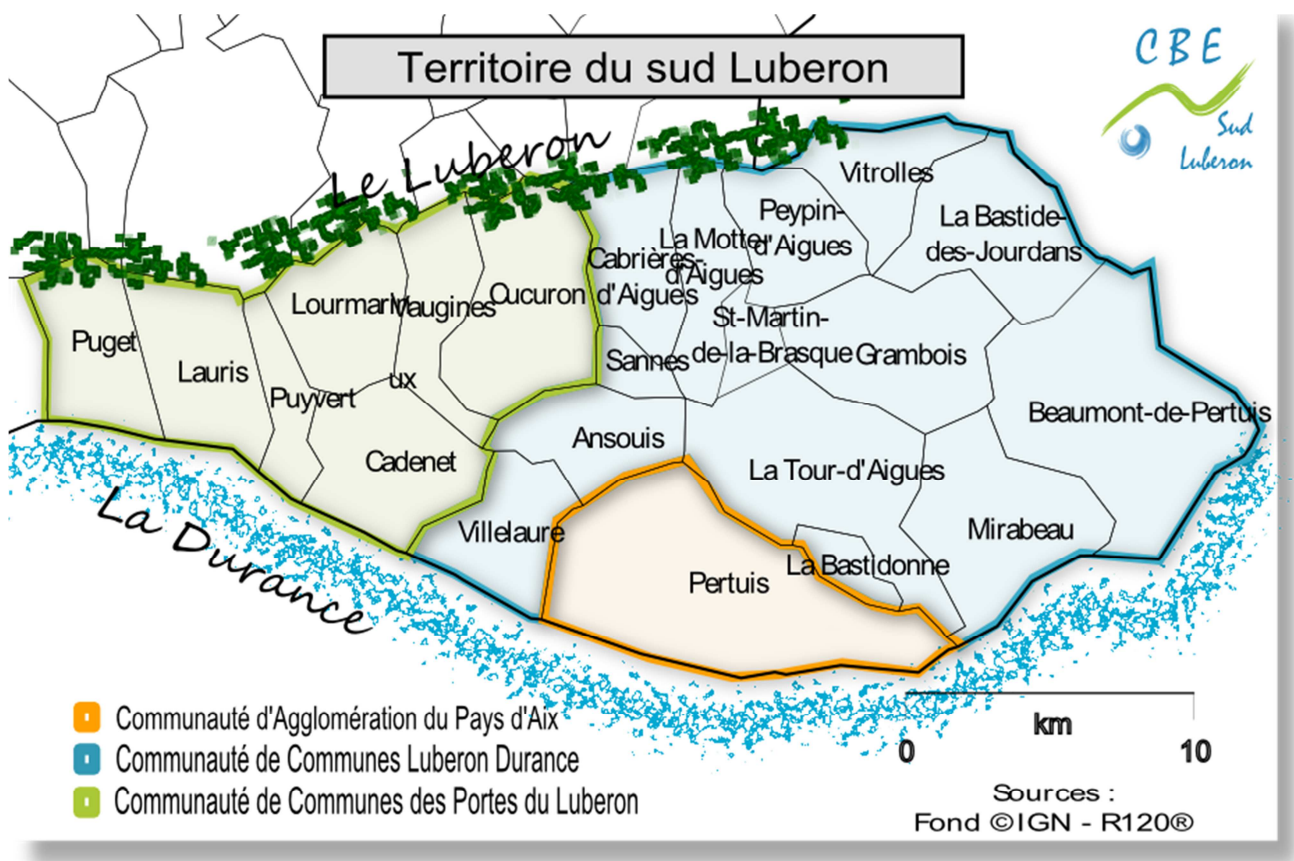 Territoire du sud Luberon
CBE
Sud
Luberon
Le Luberon
Vitrolles
Peypin-
d'Aigues
La Bastide-
des-Jourdans
La Motte-
d'Aigues
Cabrières-
d'Aigues
Lourmarin
Vaugines
Cucuron
St-Martin-
de-la-Brasque
Puget
Lauris
Sannes
Grambois
Puyvert
ux
Beaumont-de-Pertuis
Ansouis
Cadenet
La Tour-d'Aigues
Villelaure
Mirabeau
La Bastidonne
Pertuis
La Durance
Communauté d'Agglomération du Pays d'Aix
Communauté de Communes Luberon Durance
Communauté de Communes des Portes du Luberon
km
0 10
Sources :
Fond ©IGN - R120®